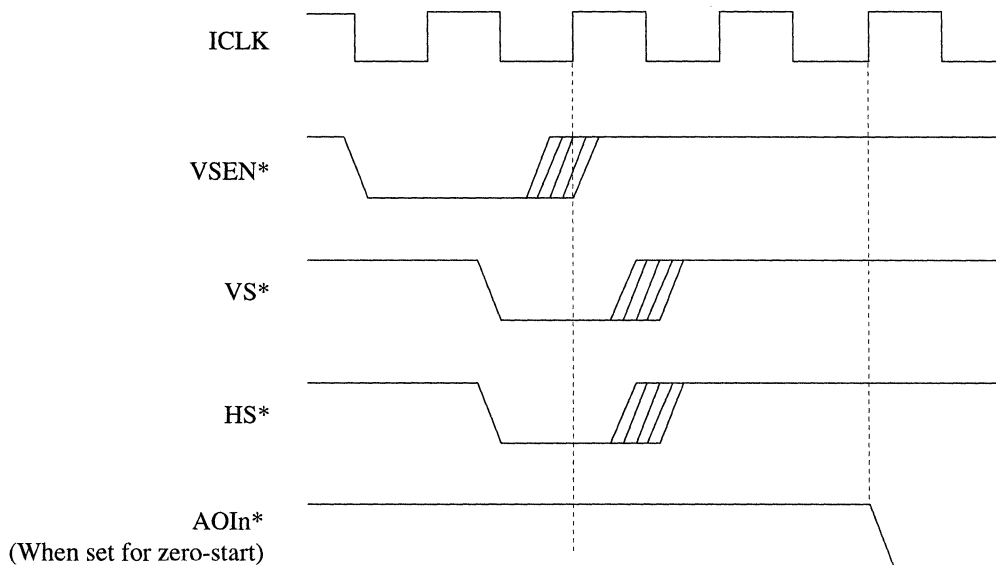 ICLK
VSEN*
VS*
HS*
AOIn*
(When set for zero-start)